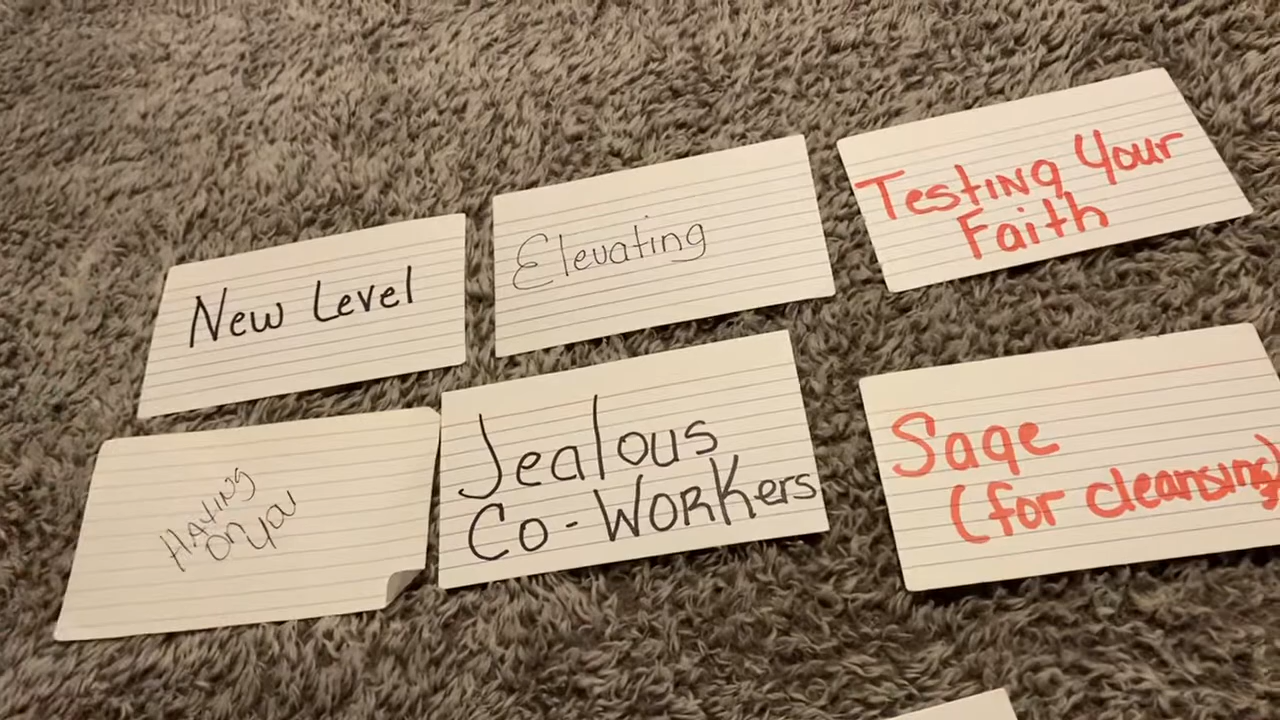 New Level
Elevating
Testing Your
Faith
Hating
on you
Jealous
Co-Workers
Sage
(for cleansing)